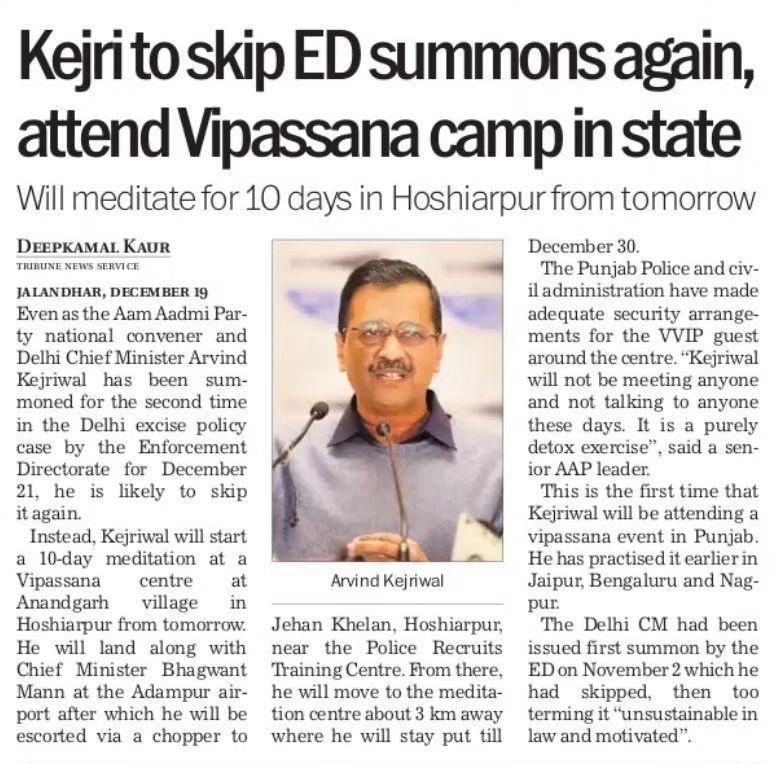 Kejri to skip ED summons again,
attend Vipassana camp in state
Will meditate for 10 days in Hoshiarpur from tomorrow
DEEPKAMAL KAUR
TRIBUNE NEWS SERVICE
JALANDHAR, DECEMBER 19
Even as the Aam Aadmi Par-
ty national convener and
Delhi Chief Minister Arvind
Kejriwal has been sum-
moned for the second time
in the Delhi excise policy
case by the Enforcement
Directorate for December
21, he is likely to skip
it again.
Instead, Kejriwal will start
a 10-day meditation at a
Vipassana centre at
Anandgarh village in
Hoshiarpur from tomorrow.
He will land along with
Chief Minister Bhagwant
Mann at the Adampur air-
port after which he will be
escorted via a chopper to
Arvind Kejriwal
Jehan Khelan, Hoshiarpur,
near the Police Recruits
Training Centre. From there,
he will move to the medita-
tion centre about 3 km away
where he will stay put till
December 30.
The Punjab Police and civ-
il administration have made
adequate security arrange-
ments for the VVIP guest
around the centre. “Kejriwal
will not be meeting anyone
and not talking to anyone
these days. It is a purely
detox exercise”, said a sen-
ior AAP leader.
This is the first time that
Kejriwal will be attending a
vipassana event in Punjab.
He has practised it earlier in
Jaipur, Bengaluru and Nag-
pur.
The Delhi CM had been
issued first summon by the
ED on November 2 which he
had skipped, then too
terming it “unsustainable in
law and motivated”.